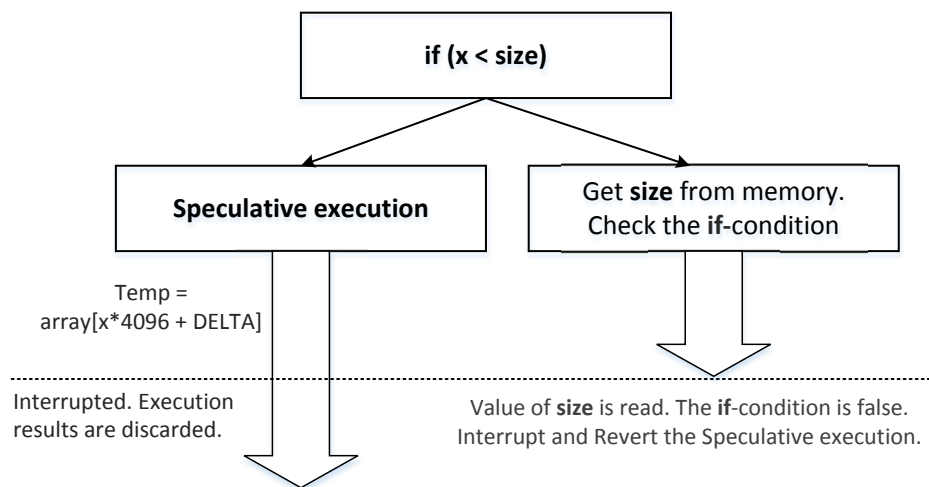 if (x < size)
Speculative execution
Get size from memory.
Check the if-condition
Temp =
array[x*4096 + DELTA]
Interrupted. Execution
results are discarded.
Value of size is read. The if-condition is false.
Interrupt and Revert the Speculative execution.